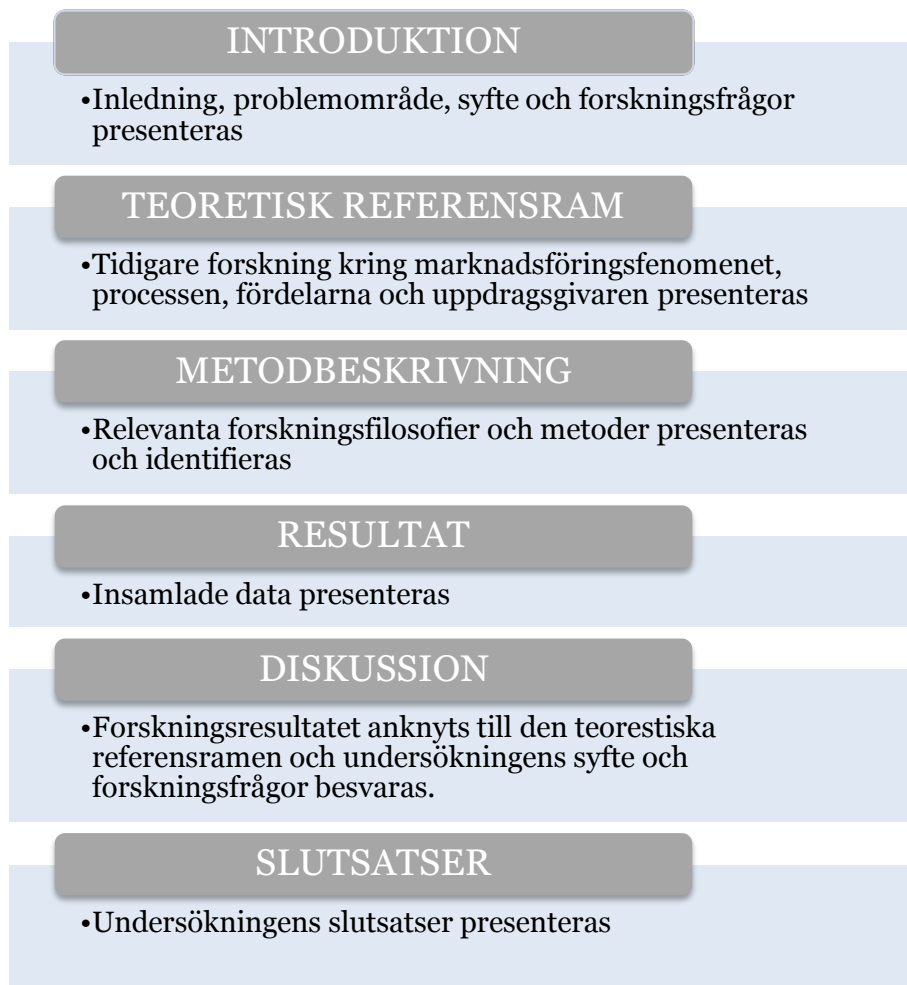 INTRODUKTION
•Inledning, problemområde, syfte och forskningsfrågor
presenteras
TEORETISK REFERENSRAM
•Tidigare forskning kring marknadsföringsfenomenet,
processen, fördelarna och uppdragsgivaren presenteras
METODBESKRIVNING
•Relevanta forskningsfilosofier och metoder presenteras
och identifieras
RESULTAT
•Insamlade data presenteras
DISKUSSION
•Forskningsresultatet anknyts till den teorestiska
referensramen och undersökningens syfte och
forskningsfrågor besvaras.
SLUTSATSER
•Undersökningens slutsatser presenteras